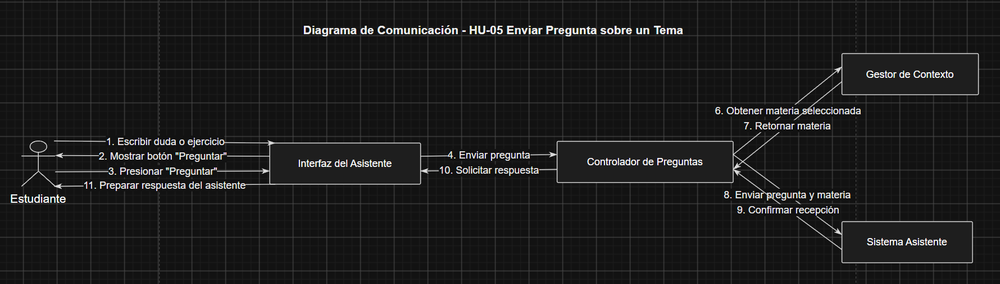 Diagrama de Comunicación - HU-05 Enviar Pregunta sobre un Tema
Gestor de Contexto
6. Obtener materia seleccionada
7. Retornar materia
1. Escribir duda o ejercicio
2. Mostrar botón "Preguntar"
3. Presionar "Preguntar"
11. Preparar respuesta del asistente
Estudiante
Interfaz del Asistente
4. Enviar pregunta
10. Solicitar respuesta
Controlador de Preguntas
8. Enviar pregunta y materia
9. Confirmar recepción
Sistema Asistente